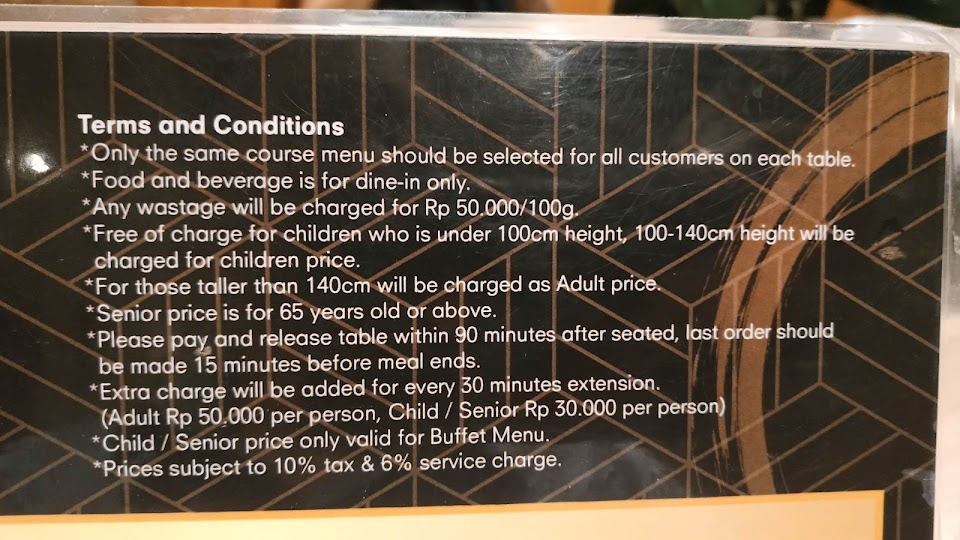 Terms and Conditions
*Only the same course menu should be selected for all customers on each table.
*Food and beverage is for dine-in only.
*Any wastage will be charged for Rp 50.000/100g.
*Free of charge for children who is under 100cm height, 100-140cm height will be
charged for children price.
*For those taller than 140cm will be charged as Adult price.
*Senior price is for 65 years old or above.
*Please pay and release table within 90 minutes after seated, last order should
be made 15 minutes before meal ends.
*Extra charge will be added for every 30 minutes extension.
(Adult Rp 50.000 per person, Child / Senior Rp 30.000 per person)
*Child / Senior price only valid for Buffet Menu.
*Prices subject to 10% tax & 6% service charge.